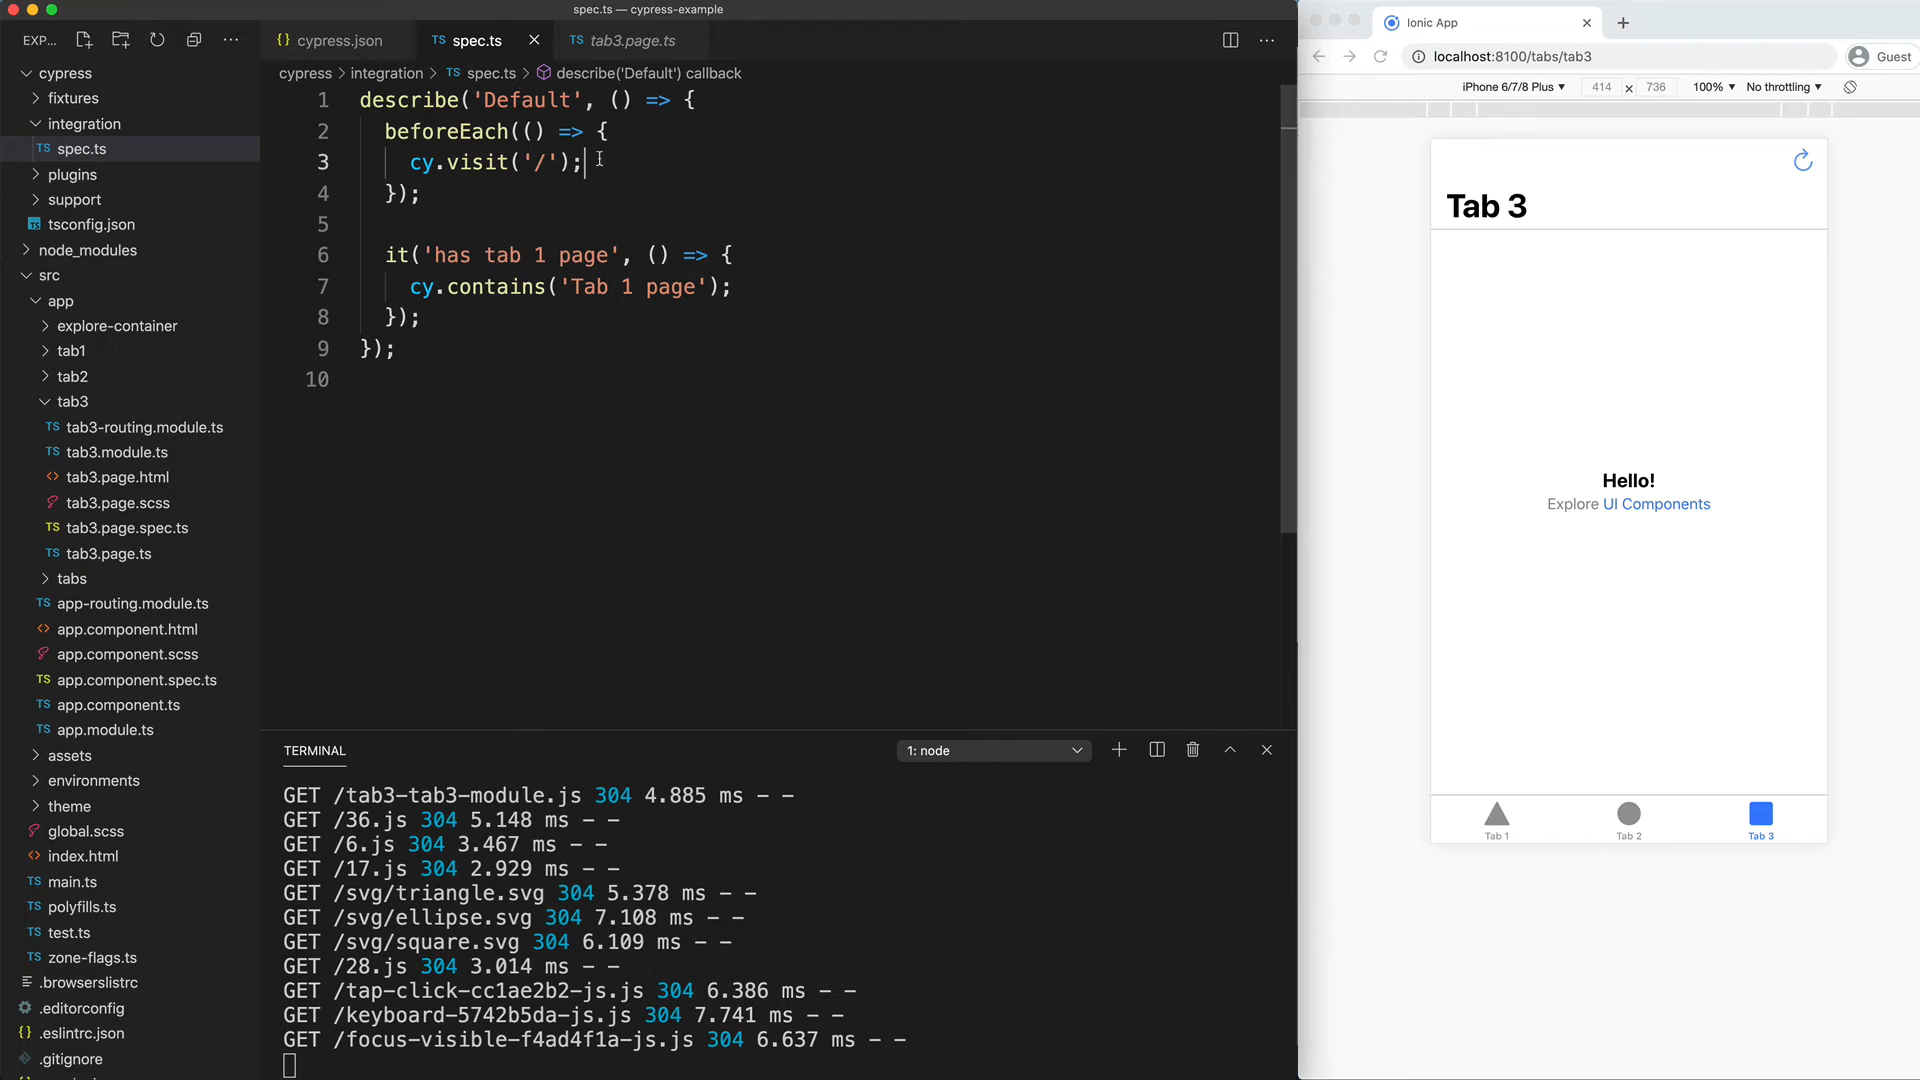 spec.ts — cypress-example
EXP...
cypress
fixtures
integration
TS spec.ts
plugins
support
TS tsconfig.json
node_modules
src
app
explore-container
tab1
tab2
tab3
TS tab3-routing.module.ts
TS tab3.module.ts
<> tab3.page.html
tab3.page.scss
TS tab3.page.spec.ts
TS tab3.page.ts
tabs
TS app-routing.module.ts
<> app.component.html
app.component.scss
TS app.component.spec.ts
TS app.component.ts
TS app.module.ts
assets
environments
theme
global.scss
<> index.html
TS main.ts
TS polyfills.ts
TS test.ts
TS zone-flags.ts
.browserslistrc
.editorconfig
{} .eslintrc.json
.gitignore
{} cypress.json
TS spec.ts
TS tab3.page.ts
cypress > integration > TS spec.ts > describe('Default') callback
1 describe('Default', () => {
2 beforeEach(() => {
3 cy.visit('/');
4 });
5
6 it('has tab 1 page', () => {
7 cy.contains('Tab 1 page');
8 });
9 });
10
TERMINAL
1: node
GET /tab3-tab3-module.js 304 4.885 ms - -
GET /36.js 304 5.148 ms - -
GET /6.js 304 3.467 ms - -
GET /17.js 304 2.929 ms - -
GET /svg/triangle.svg 304 5.378 ms - -
GET /svg/ellipse.svg 304 7.108 ms - -
GET /svg/square.svg 304 6.109 ms - -
GET /28.js 304 3.014 ms - -
GET /tap-click-cc1ae2b2-js.js 304 6.386 ms - -
GET /keyboard-5742b5da-js.js 304 7.741 ms - -
GET /focus-visible-f4ad4f1a-js.js 304 6.637 ms - -
Ionic App
localhost:8100/tabs/tab3
Guest
iPhone 6/7/8 Plus ▼ 414 × 736 100% ▼ No throttling ▼
Tab 3
Hello!
Explore UI Components
Tab 1
Tab 2
Tab 3